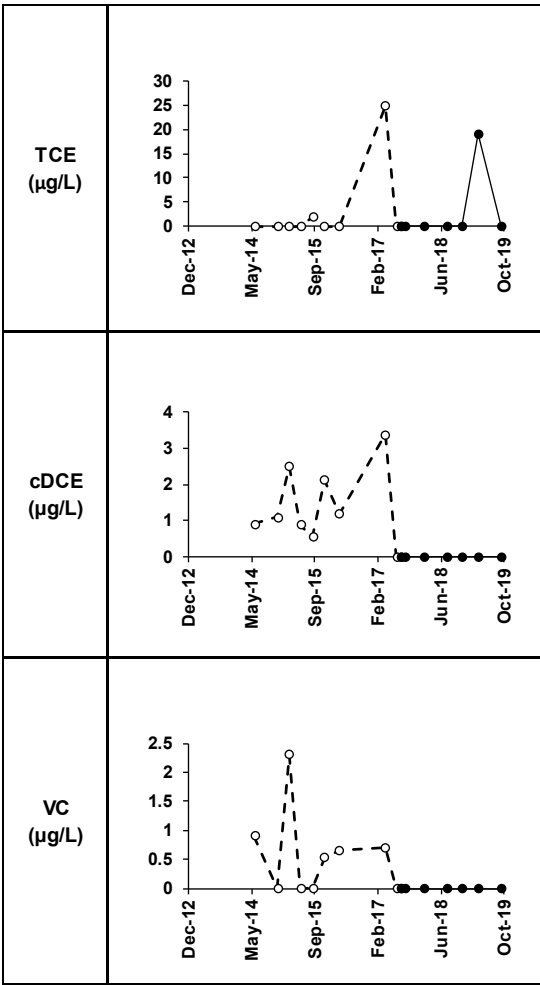 TCE
(µg/L)
30
25
20
15
10
5
0
Dec-12
May-14
Sep-15
Feb-17
Jun-18
Oct-19
cDCE
(µg/L)
4
3
2
1
0
Dec-12
May-14
Sep-15
Feb-17
Jun-18
Oct-19
VC
(µg/L)
2.5
2
1.5
1
0.5
0
Dec-12
May-14
Sep-15
Feb-17
Jun-18
Oct-19